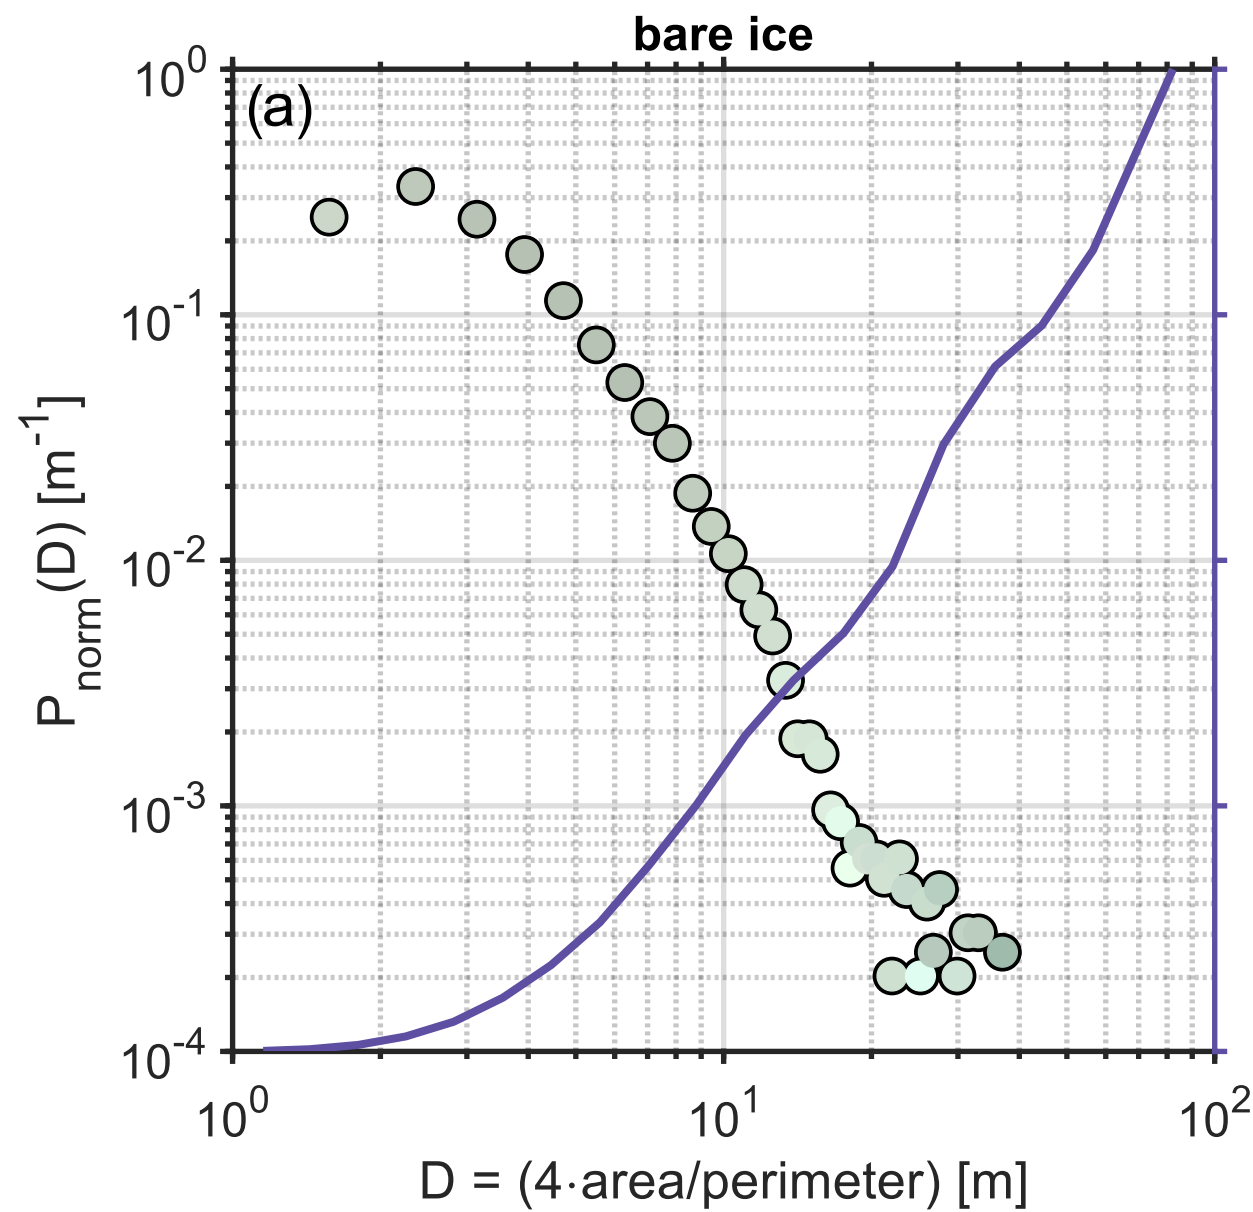 bare ice
(a)
10^0
10^-1
10^-2
10^-3
10^-4
P_norm(D) [m^-1]
10^0 10^1 10^2
D = (4·area/perimeter) [m]